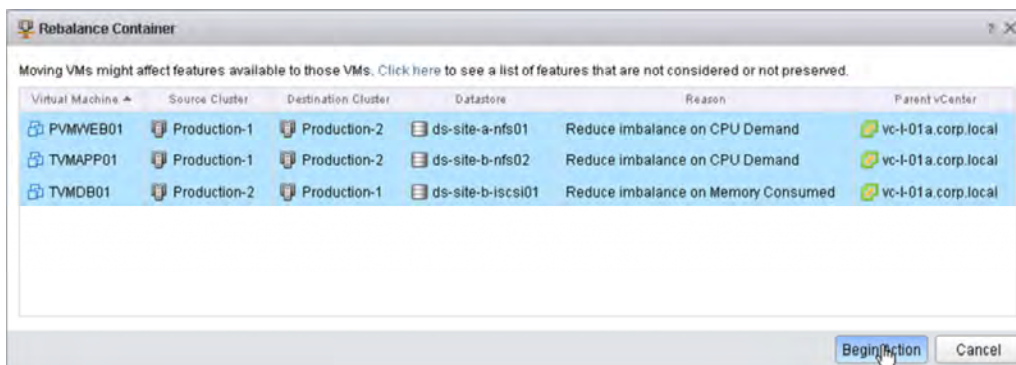 Rebalance Container ?
Moving VMs might affect features available to those VMs. Click here to see a list of features that are not considered or not preserved.
Virtual Machine Source Cluster Destination Cluster Datastore Reason Parent vCenter
PVMWEB01 Production-1 Production-2 ds-site-a-nfs01 Reduce imbalance on CPU Demand vc-l-01a.corp.local
TVMAPP01 Production-1 Production-2 ds-site-b-nfs02 Reduce imbalance on CPU Demand vc-l-01a.corp.local
TVMDB01 Production-2 Production-1 ds-site-b-iscsi01 Reduce imbalance on Memory Consumed vc-l-01a.corp.local
Begin Action Cancel